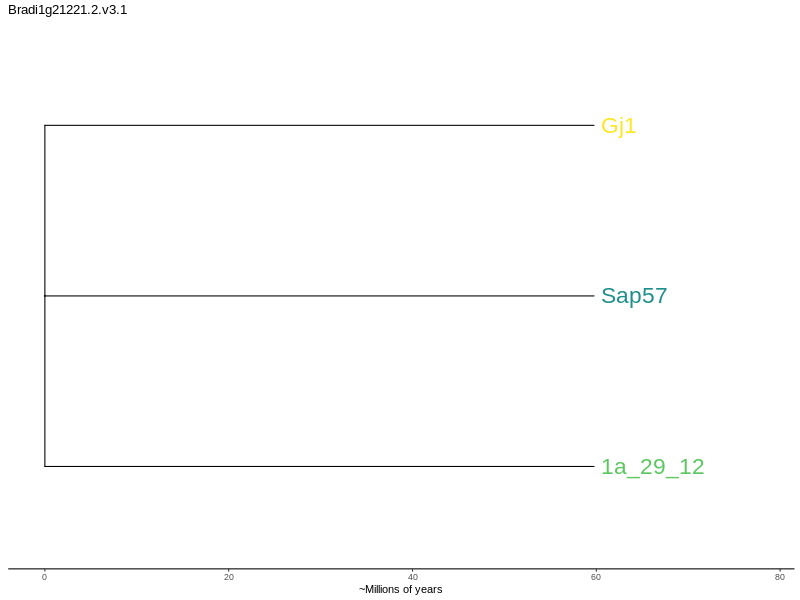 Bradi1g21221.2.v3.1
Gj1
Sap57
1a_29_12
0 20 40 60 80
~Millions of years